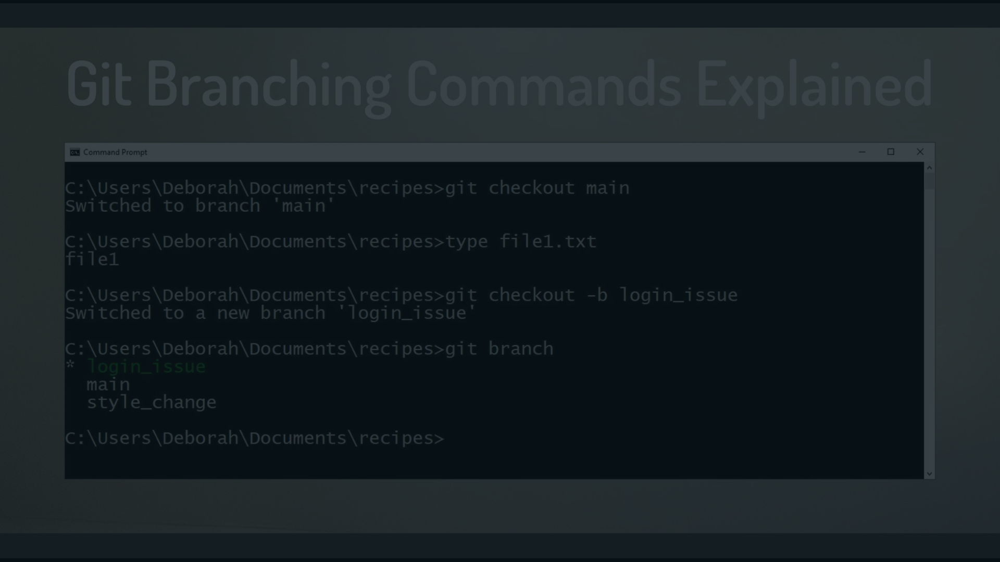 Git Branching Commands Explained
Command Prompt
C:\Users\Deborah\Documents\recipes>git checkout main
Switched to branch 'main'
C:\Users\Deborah\Documents\recipes>type file1.txt
file1
C:\Users\Deborah\Documents\recipes>git checkout -b login_issue
Switched to a new branch 'login_issue'
C:\Users\Deborah\Documents\recipes>git branch
* login_issue
  main
  style_change
C:\Users\Deborah\Documents\recipes>